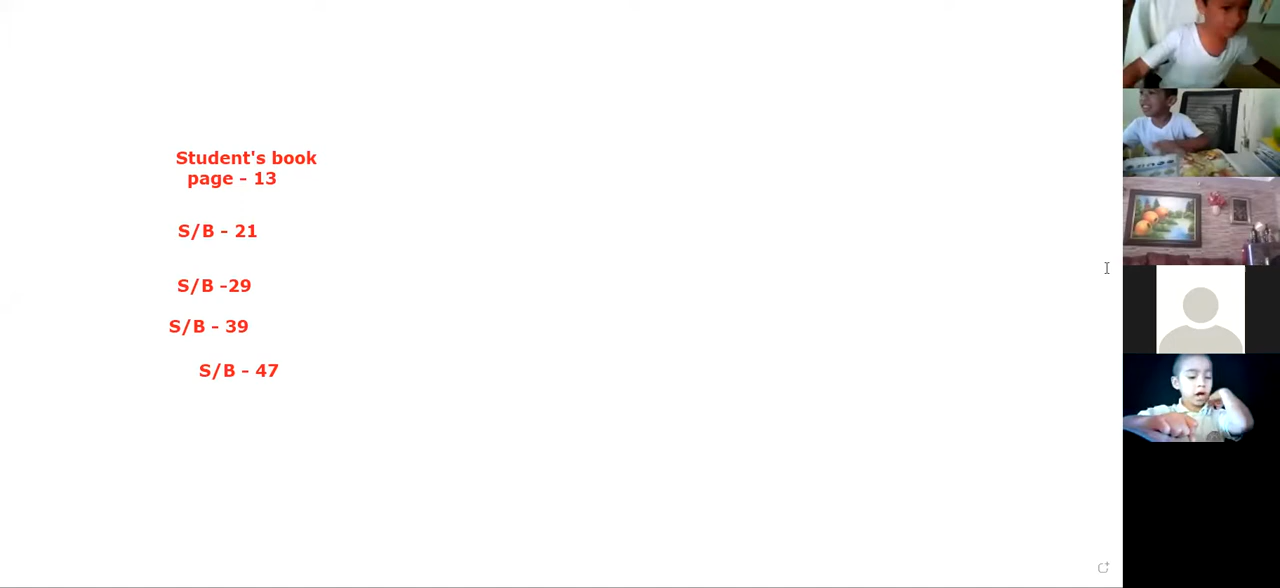 Student's book
page - 13
S/B - 21
S/B -29
S/B - 39
S/B - 47